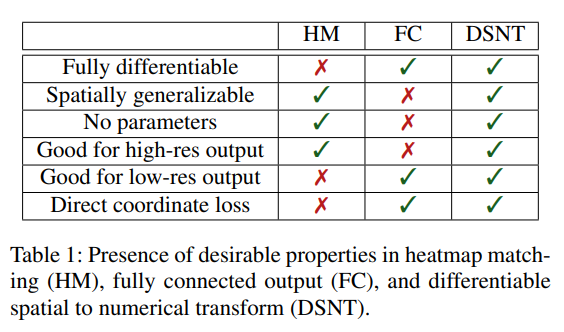 HM FC DSNT
Fully differentiable ✗ ✓ ✓
Spatially generalizable ✓ ✗ ✓
No parameters ✓ ✗ ✓
Good for high-res output ✓ ✗ ✓
Good for low-res output ✗ ✓ ✓
Direct coordinate loss ✗ ✓ ✓
Table 1: Presence of desirable properties in heatmap match-
ing (HM), fully connected output (FC), and differentiable
spatial to numerical transform (DSNT).